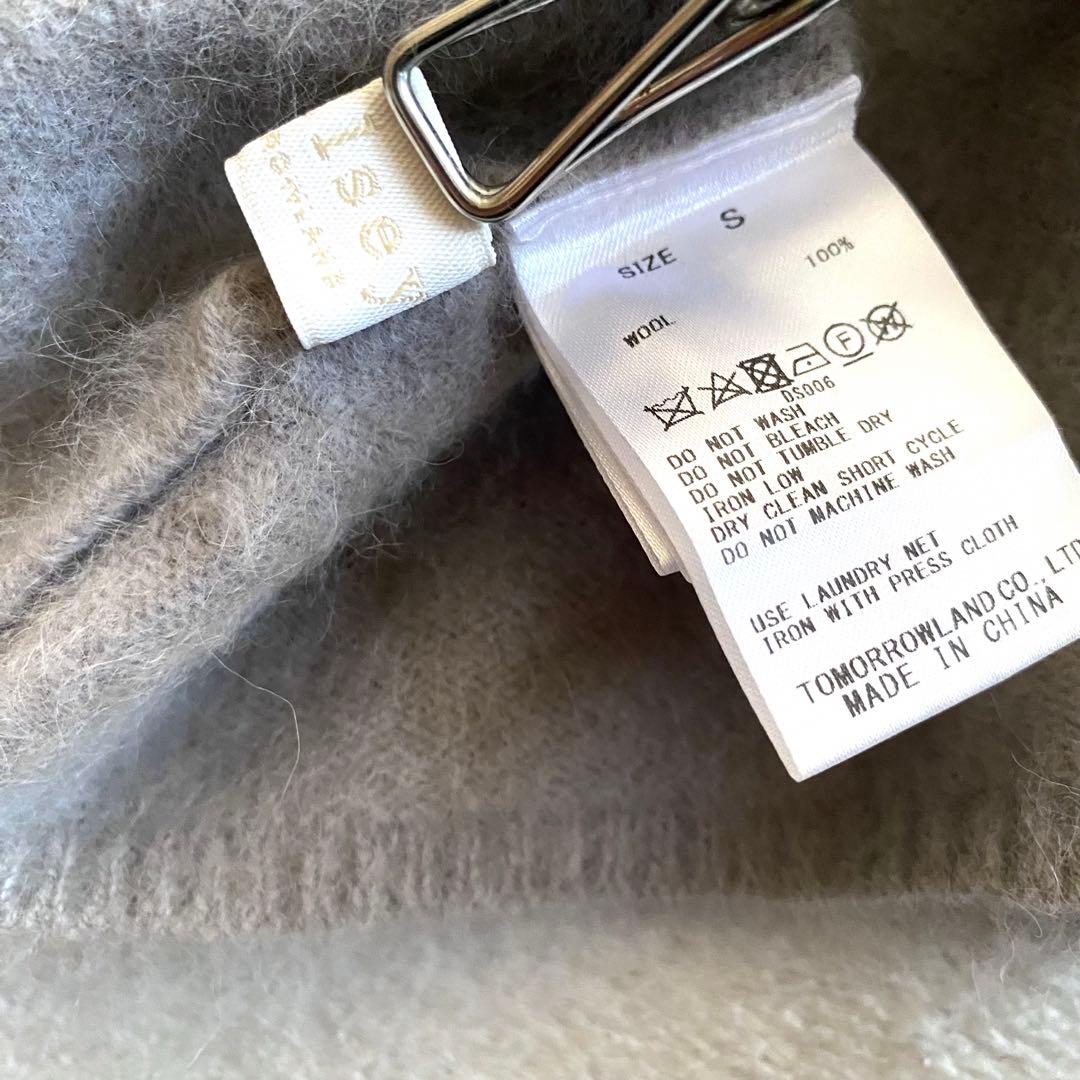 SIZE S
WOOL 100%
F W
DS006
DO NOT WASH
DO NOT BLEACH
DO NOT TUMBLE DRY
IRON LOW
DRY CLEAN SHORT CYCLE
DO NOT MACHINE WASH
USE LAUNDRY NET
IRON WITH PRESS CLOTH
TOMORROWLAND CO.,LTD
MADE IN CHINA